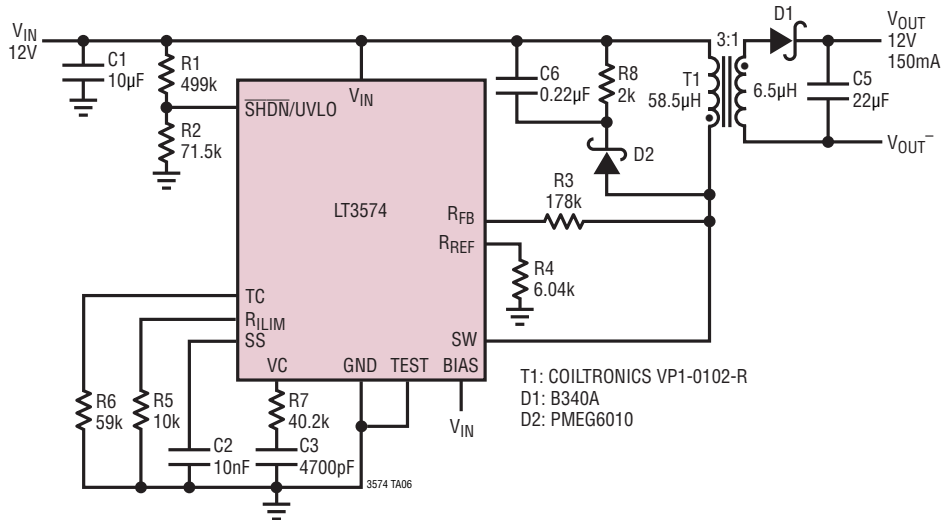 VIN
12V
C1
10µF
R1
499k
R2
71.5k
SHDN/UVLO
VIN
LT3574
RFB
RREF
SW
TC
RILIM
SS
VC
GND
TEST
BIAS
VIN
C6
0.22µF
R8
2k
D2
R3
178k
R4
6.04k
3:1
T1
58.5µH
6.5µH
D1
VOUT
12V
150mA
C5
22µF
VOUT–
R6
59k
R5
10k
C2
10nF
R7
40.2k
C3
4700pF
3574 TA06
T1: COILTRONICS VP1-0102-R
D1: B340A
D2: PMEG6010